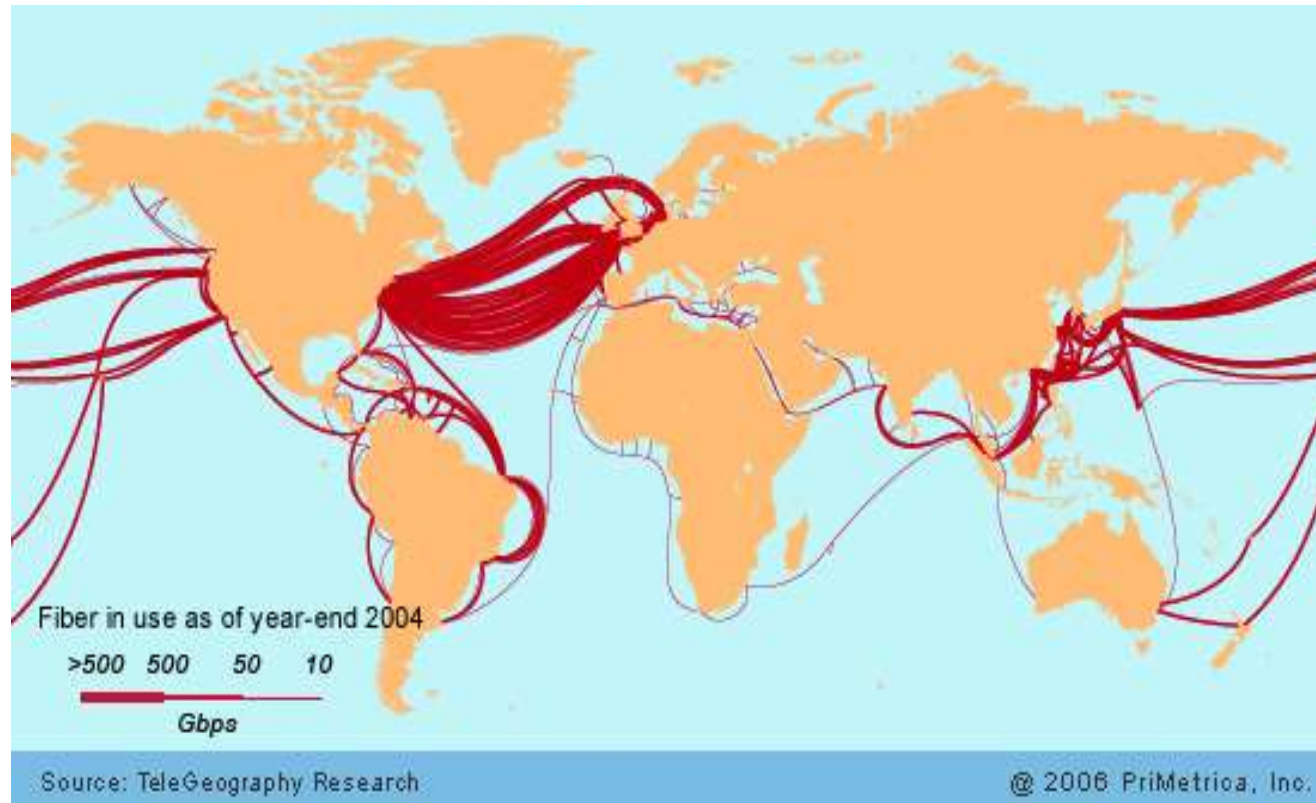 Fiber in use as of year-end 2004
>500 500 50 10
Gbps
Source: TeleGeography Research
@ 2006 PriMetrica, Inc.